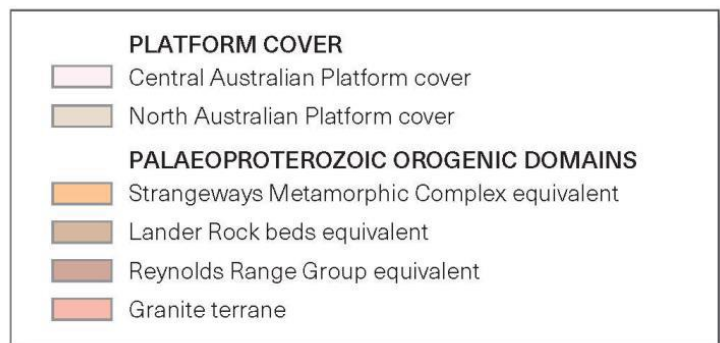 PLATFORM COVER
Central Australian Platform cover
North Australian Platform cover
PALAEOPROTEROZOIC OROGENIC DOMAINS
Strangeways Metamorphic Complex equivalent
Lander Rock beds equivalent
Reynolds Range Group equivalent
Granite terrane